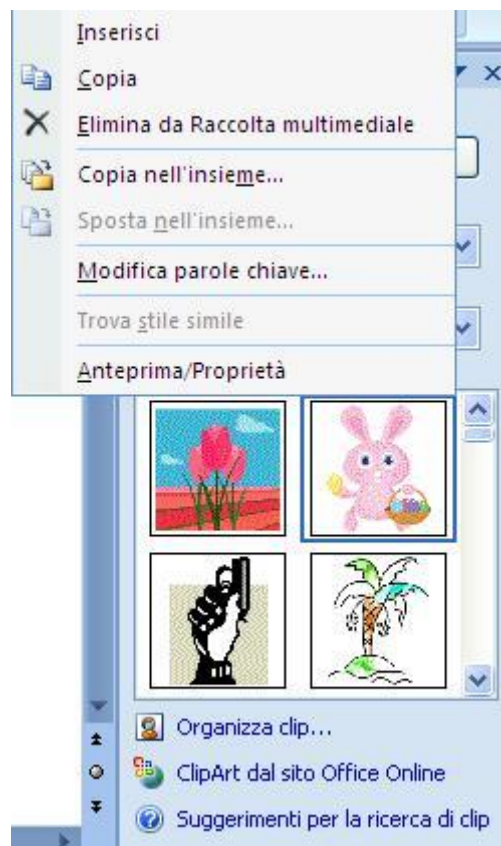 Inserisci
Copia
Elimina da Raccolta multimediale
Copia nell'insieme...
Sposta nell'insieme...
Modifica parole chiave...
Trova stile simile
Anteprima/Proprietà
Organizza clip...
ClipArt dal sito Office Online
Suggerimenti per la ricerca di clip